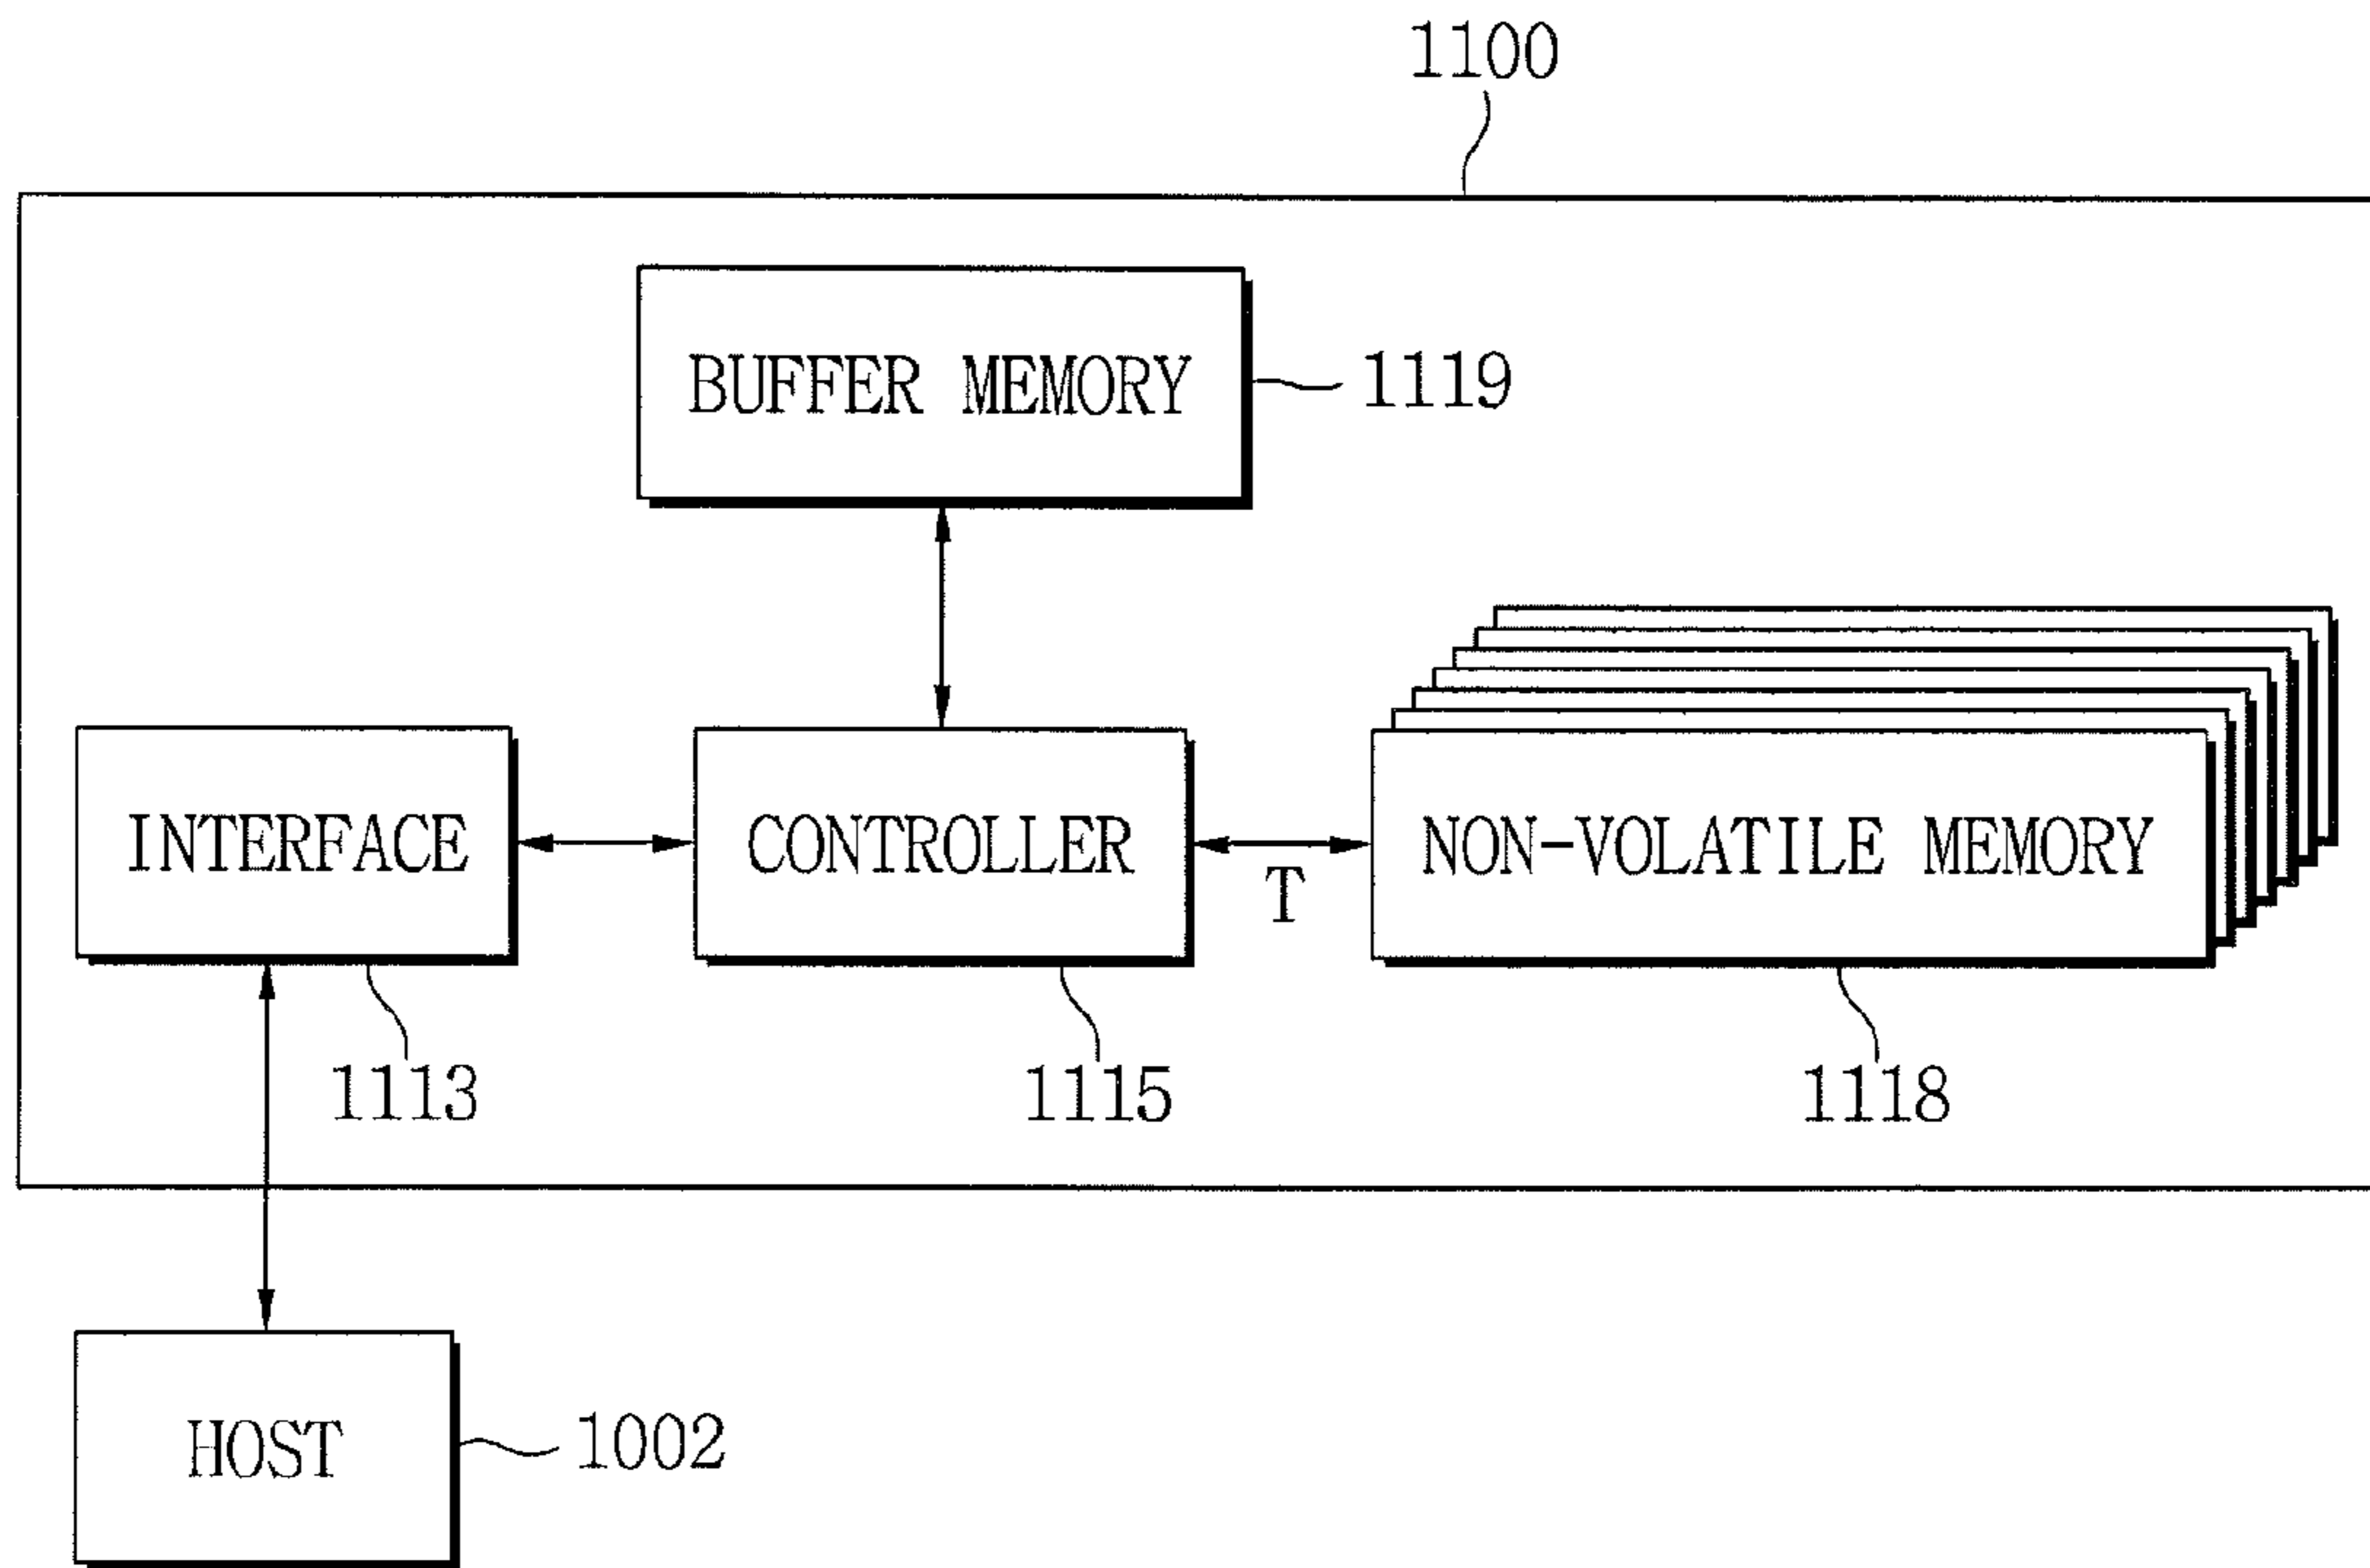 1100
BUFFER MEMORY
1119
INTERFACE
CONTROLLER
T
NON-VOLATILE MEMORY
1113
1115
1118
HOST
1002